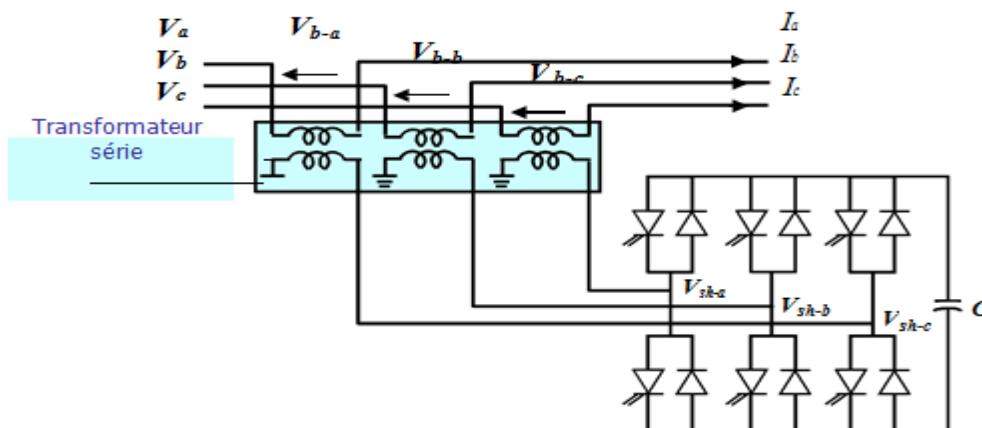 Va
Vb
Vc
Vb-a
Vb-b
Vb-c
Ia
Ib
Ic
Transformateur
série
Vsh-a
Vsh-b
Vsh-c